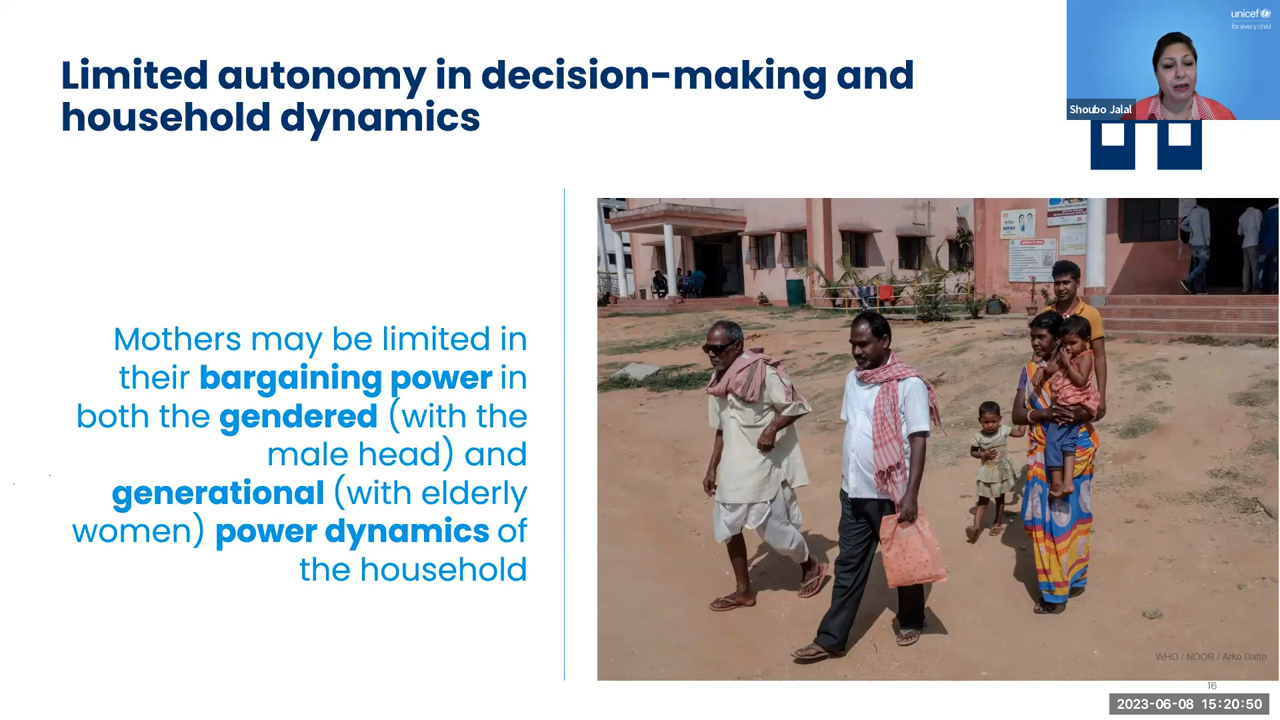 unicef
for every child
Shoubo Jalal
Limited autonomy in decision-making and
household dynamics
Mothers may be limited in
their bargaining power in
both the gendered (with the
male head) and
generational (with elderly
women) power dynamics of
the household
WHO / NOOR / Arko Datto
16
2023-06-08 15:20:50